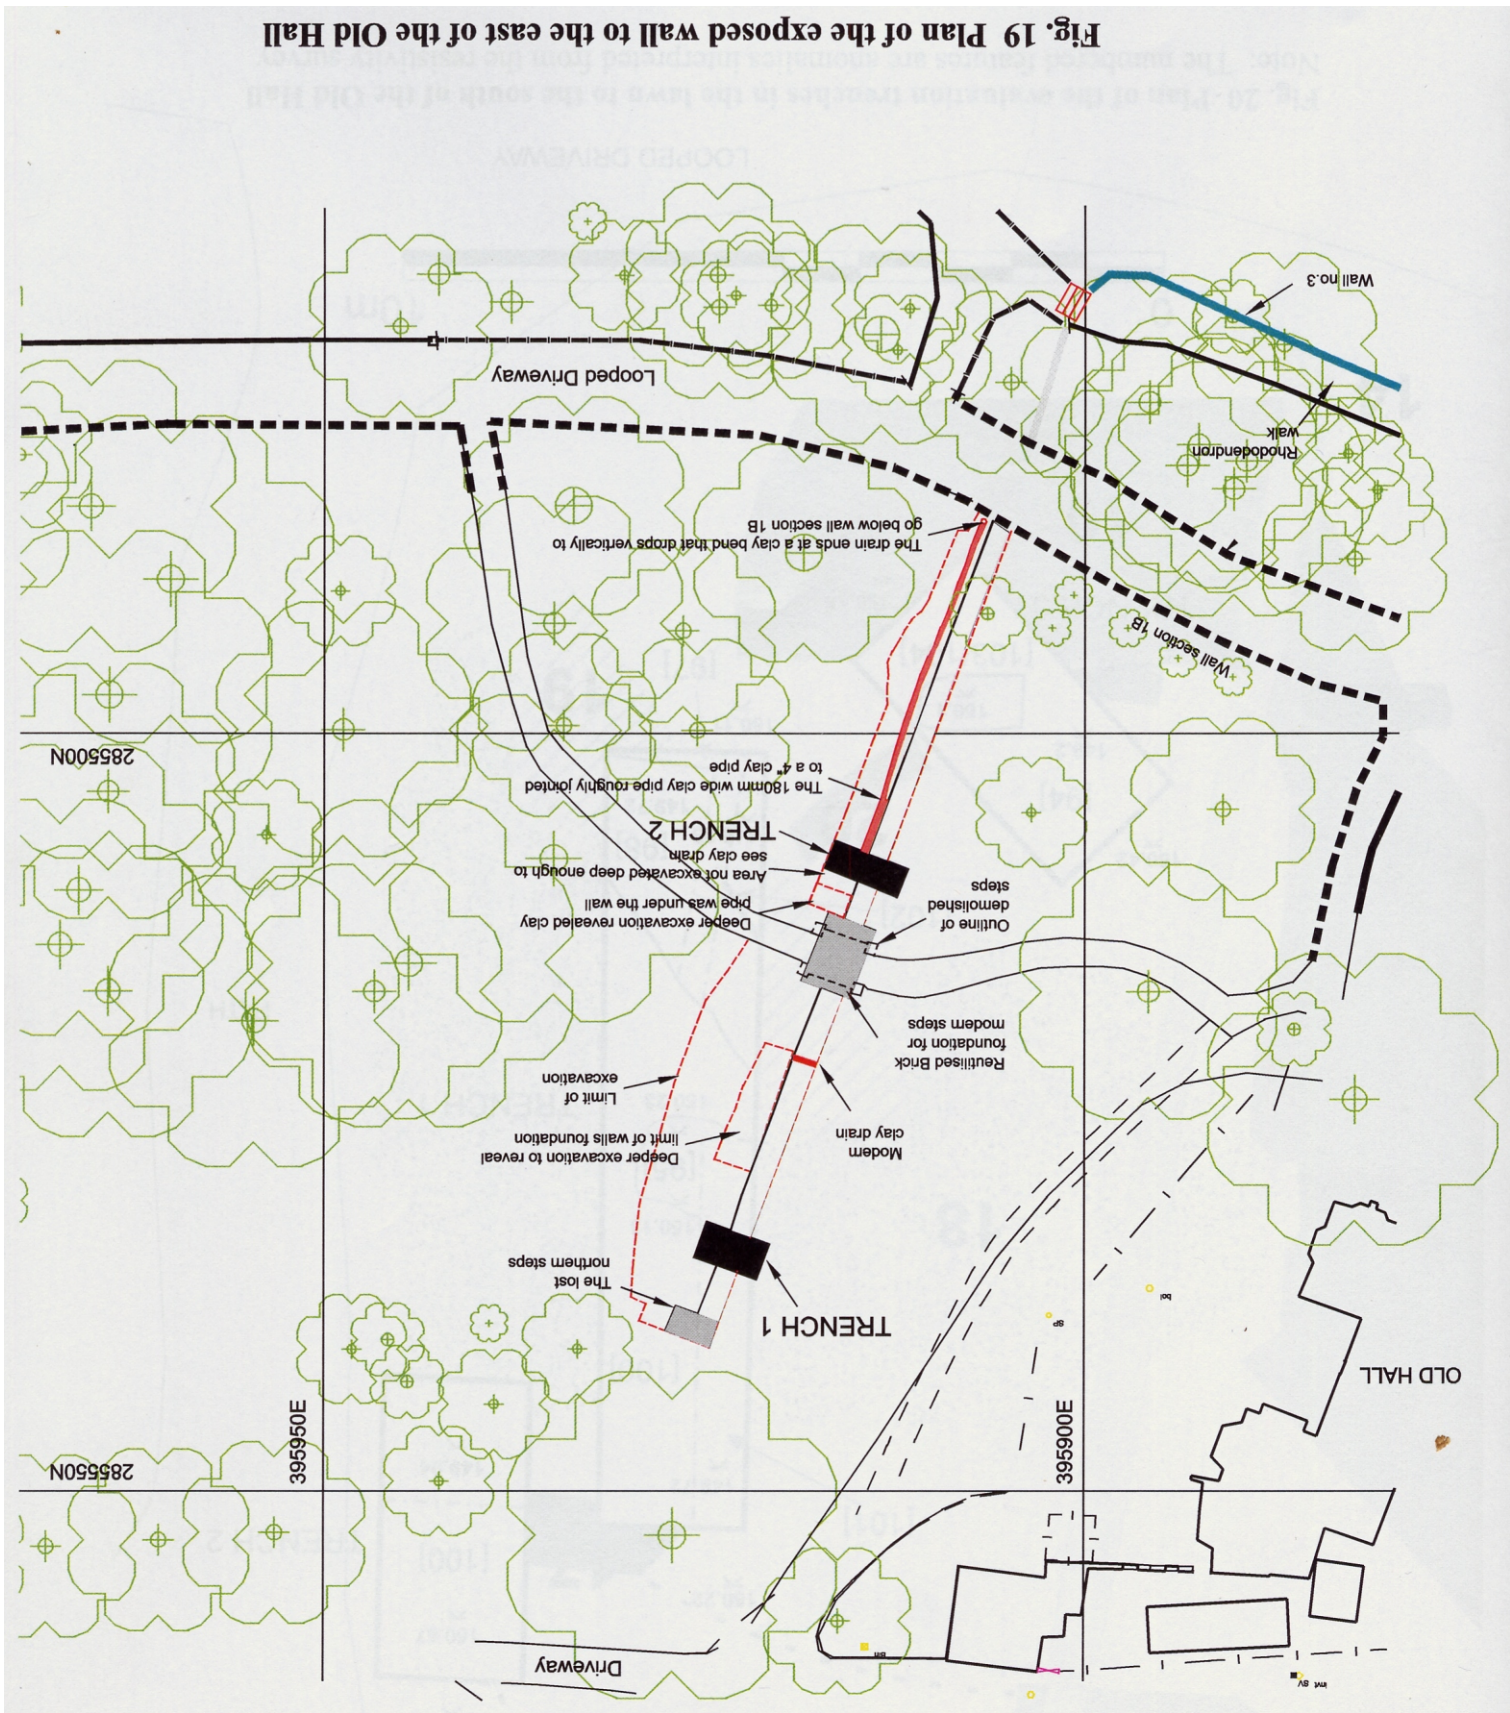 Driveway
285550N
395950E
395900E
invt SV
BH
OLD HALL
TRENCH 1
SP
bol
The lost
northern steps
Deeper excavation to reveal
limit of walls foundation
Modern
clay drain
Limit of
excavation
Reutilised Brick
foundation for
modern steps
Outline of
demolished
steps
Deeper excavation revealed clay
pipe was under the wall
Area not excavated deep enough to
see clay drain
TRENCH 2
The 180mm wide clay pipe roughly jointed
to a 4" clay pipe
285500N
Wall section 1B
The drain ends at a clay bend that drops vertically to
go below wall section 1B
Rhododendron
walk
Looped Driveway
Wall no.3
Fig. 19 Plan of the exposed wall to the east of the Old Hall